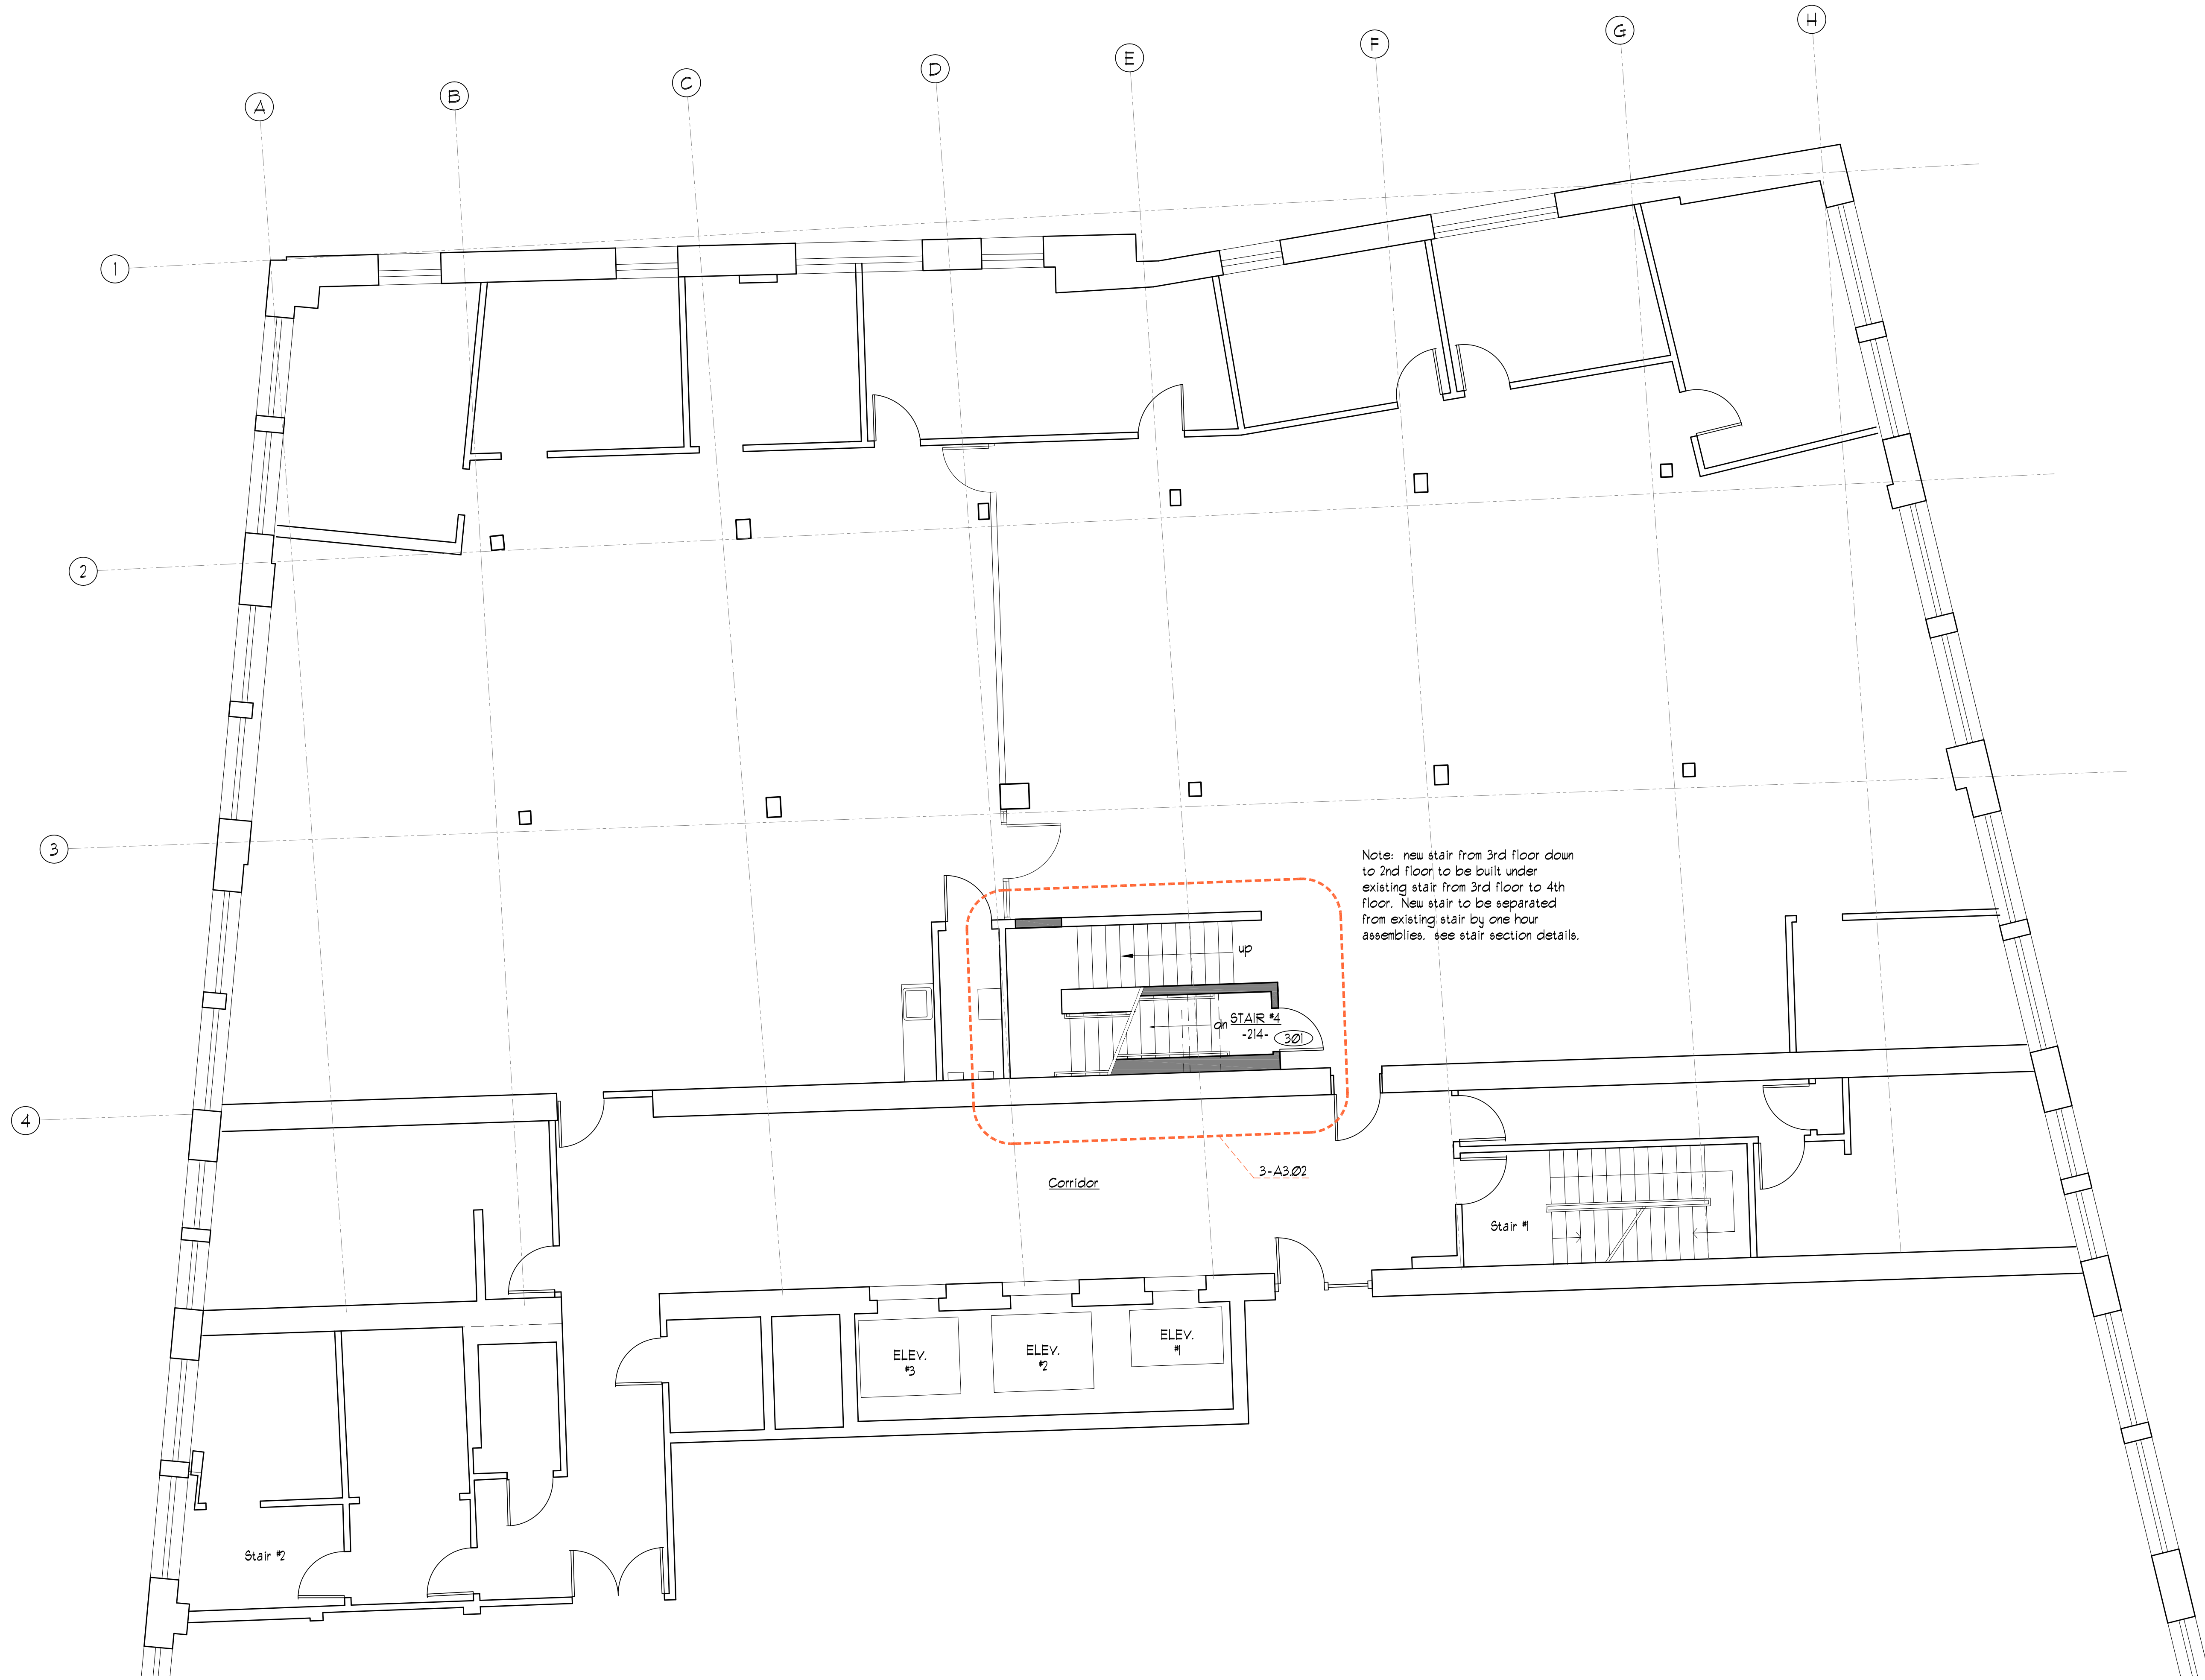 H
G
F
E
D
C
B
A
1
2
3
4
Note: new stair from 3rd floor down
to 2nd floor to be built under
existing stair from 3rd floor to 4th
floor. New stair to be separated
from existing stair by one hour
assemblies. see stair section details.
up
dn
STAIR #4
-214-
301
3-A3.02
Corridor
Stair #1
ELEV.
#3
ELEV.
#2
ELEV.
#1
Stair #2